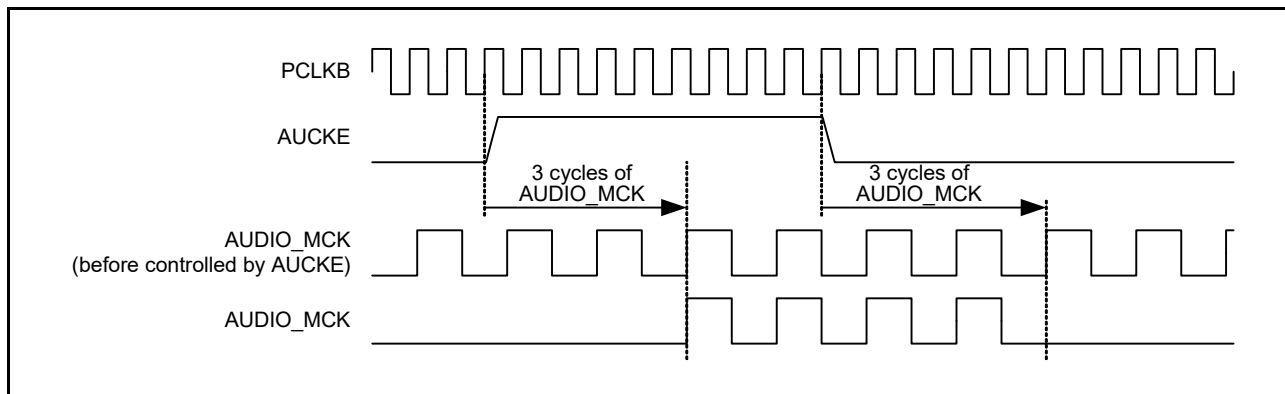 PCLKB
AUCKE
3 cycles of
AUDIO_MCK
3 cycles of
AUDIO_MCK
AUDIO_MCK
(before controlled by AUCKE)
AUDIO_MCK